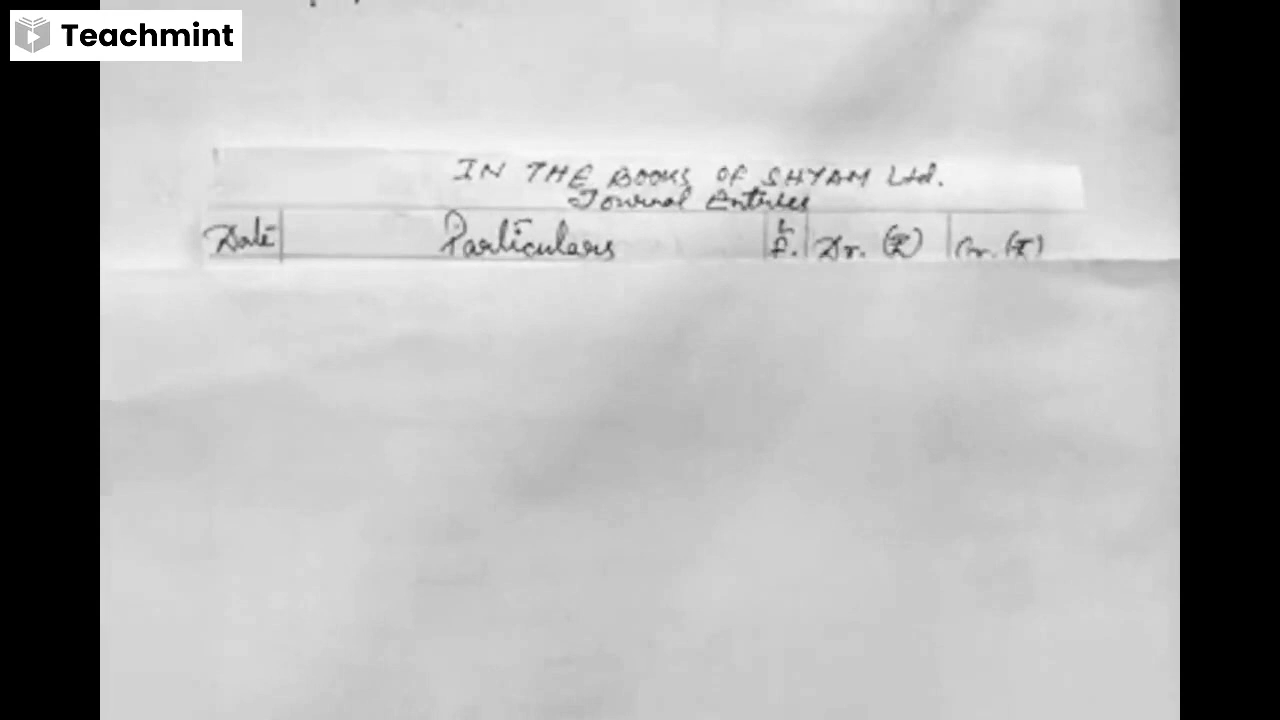 Teachmint
IN THE BOOKS OF SHYAM Ltd.
Journal Entries
Date Particulars L.F. Dr. (₹) Cr. (₹)